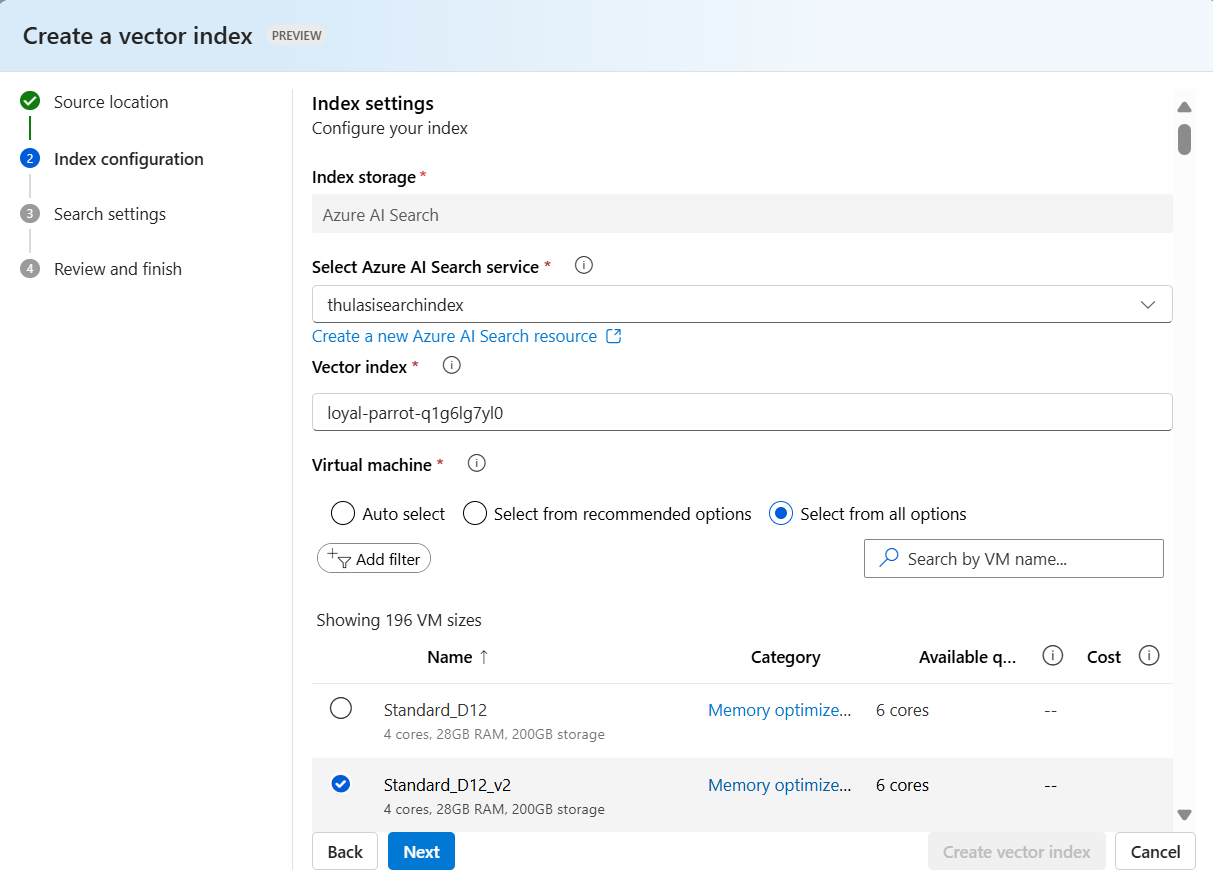 Create a vector index PREVIEW
Source location
2 Index configuration
3 Search settings
4 Review and finish
Index settings
Configure your index
Index storage *
Azure AI Search
Select Azure AI Search service *
thulasisearchindex
Create a new Azure AI Search resource
Vector index *
loyal-parrot-q1g6lg7yl0
Virtual machine *
Auto select Select from recommended options Select from all options
Add filter Search by VM name...
Showing 196 VM sizes
Name ↑ Category Available q... Cost
Standard_D12 Memory optimize... 6 cores --
4 cores, 28GB RAM, 200GB storage
Standard_D12_v2 Memory optimize... 6 cores --
4 cores, 28GB RAM, 200GB storage
Back Next Create vector index Cancel